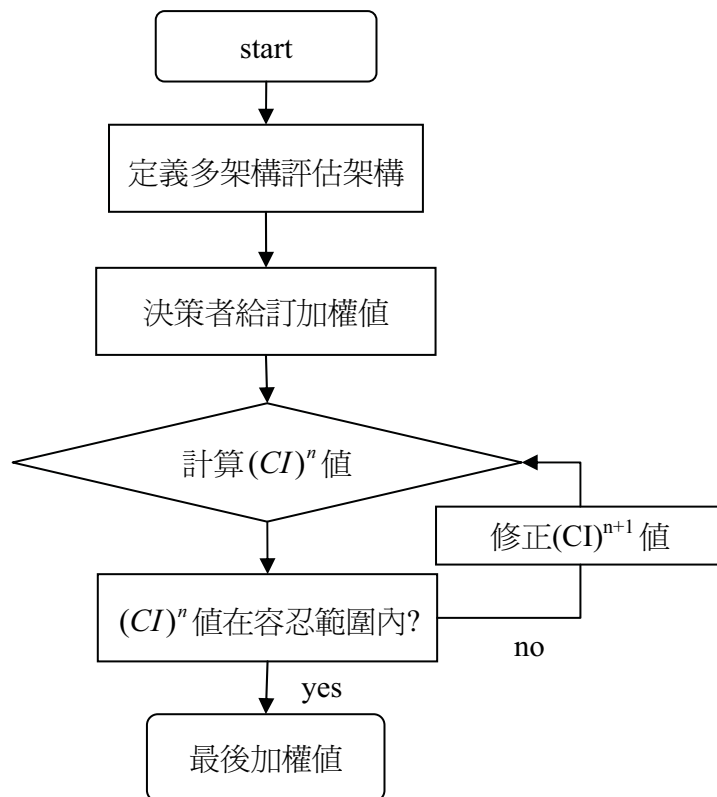 start
定義多架構評估架構
決策者給訂加權值
計算(CI)ⁿ值
修正(CI)ⁿ⁺¹值
(CI)ⁿ值在容忍範圍內?
no
yes
最後加權值